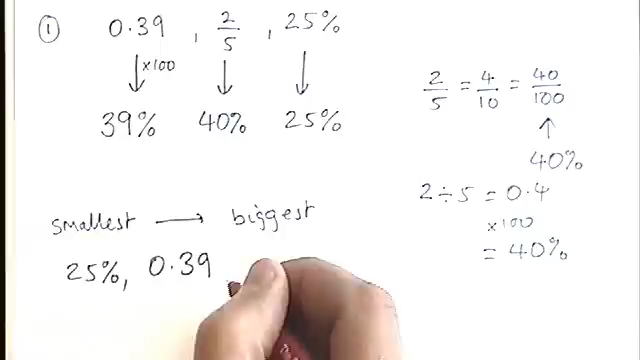 ① 0.39 , 2/5 , 25%
×100
39% 40% 25%
2/5 = 4/10 = 40/100
40%
2 ÷ 5 = 0.4
×100
= 40%
smallest → biggest
25%, 0.39